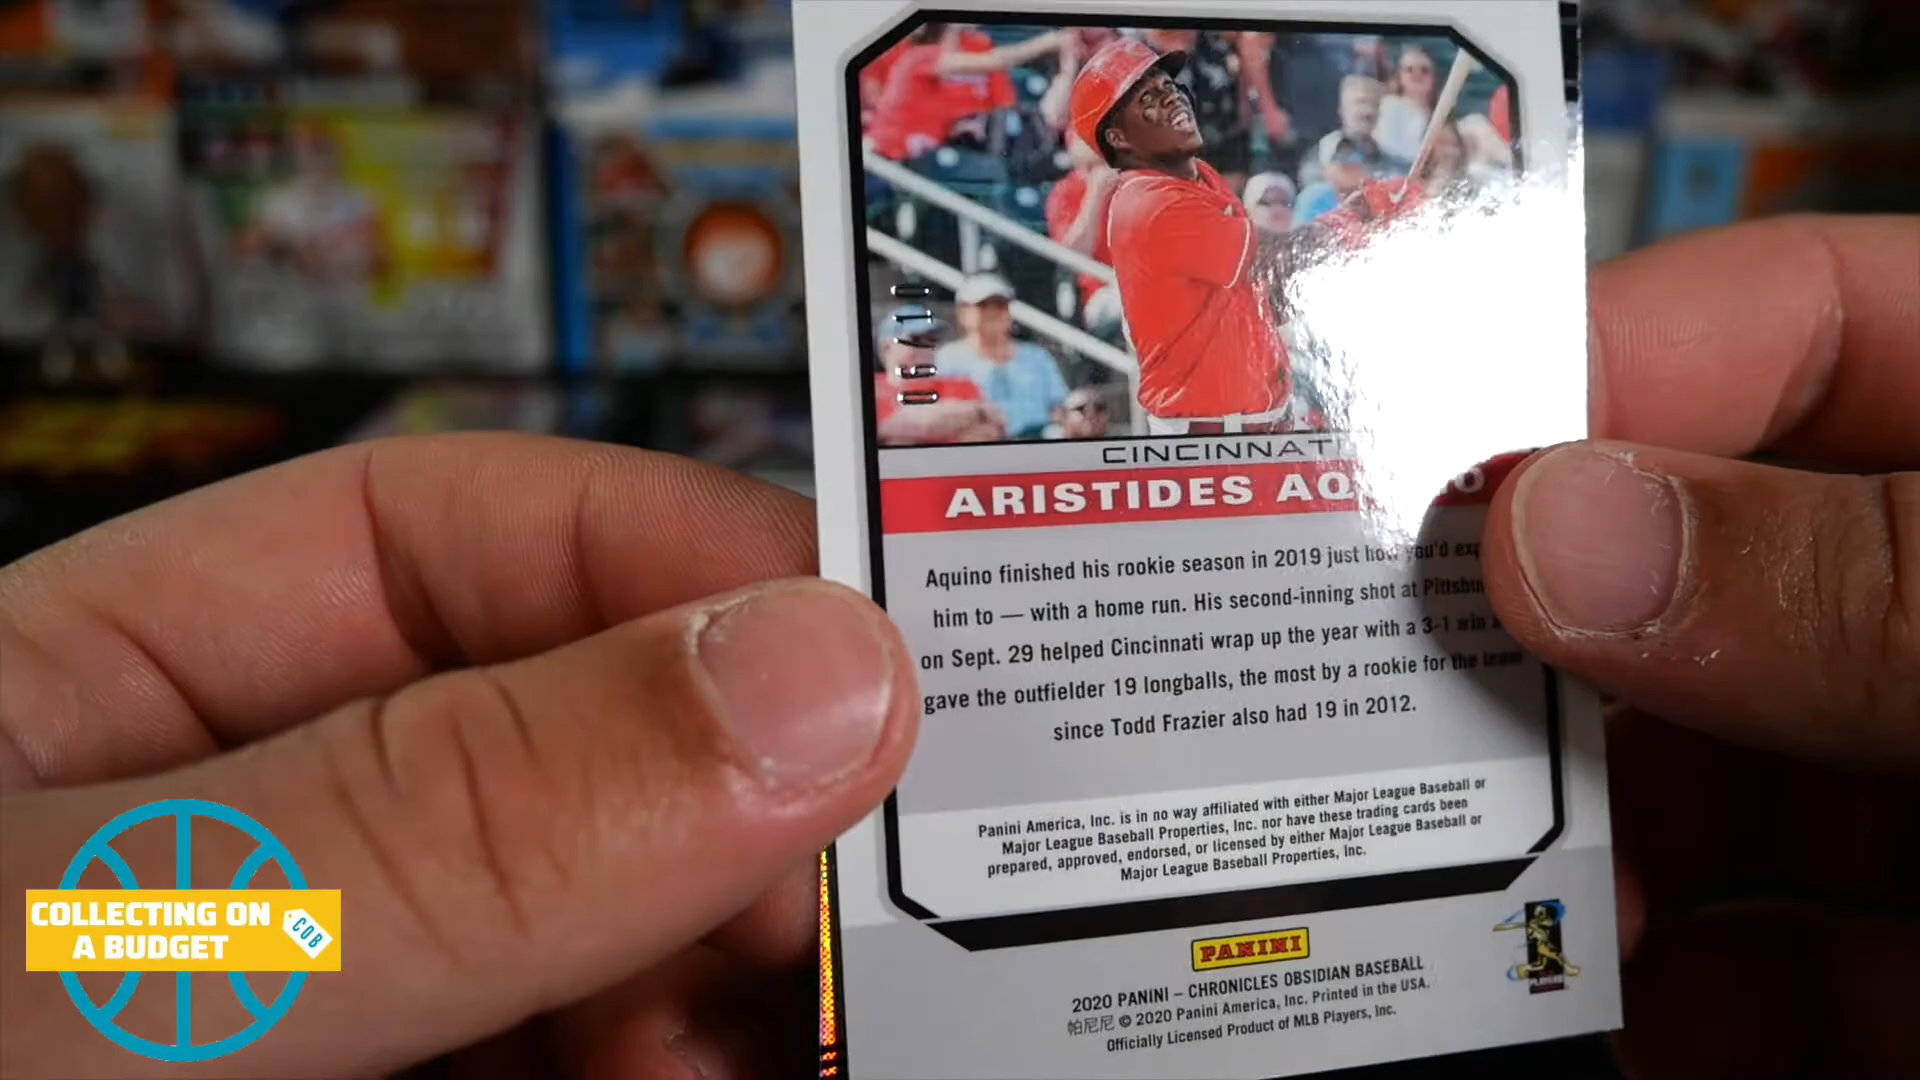 06/10
CINCINNATI
ARISTIDES AQ
Aquino finished his rookie season in 2019 just how you'd
him to — with a home run. His second-inning shot at
on Sept. 29 helped Cincinnati wrap up the year with a 3-1 win
gave the outfielder 19 longballs, the most by a rookie for the team
since Todd Frazier also had 19 in 2012.
Panini America, Inc. is in no way affiliated with either Major League Baseball or
Major League Baseball Properties, Inc. nor have these trading cards been
prepared, approved, endorsed, or licensed by either Major League Baseball or
Major League Baseball Properties, Inc.
PANINI
2020 PANINI – CHRONICLES OBSIDIAN BASEBALL
帕尼尼 © 2020 Panini America, Inc. Printed in the USA.
Officially Licensed Product of MLB Players, Inc.
COLLECTING ON
A BUDGET
COB